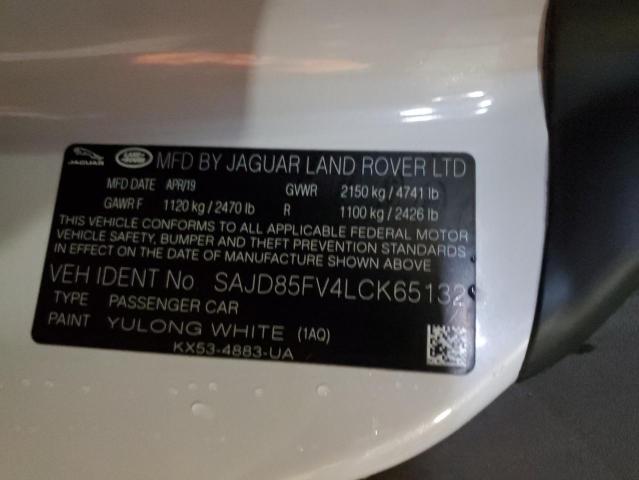 JAGUAR LAND ROVER MFD BY JAGUAR LAND ROVER LTD
MFD DATE APR/19 GVWR 2150 kg / 4741 lb
GAWR F 1120 kg / 2470 lb R 1100 kg / 2426 lb
THIS VEHICLE CONFORMS TO ALL APPLICABLE FEDERAL MOTOR
VEHICLE SAFETY, BUMPER AND THEFT PREVENTION STANDARDS
IN EFFECT ON THE DATE OF MANUFACTURE SHOWN ABOVE
VEH IDENT No SAJD85FV4LCK65132
TYPE PASSENGER CAR
PAINT YULONG WHITE (1AQ)
KX53-4883-UA